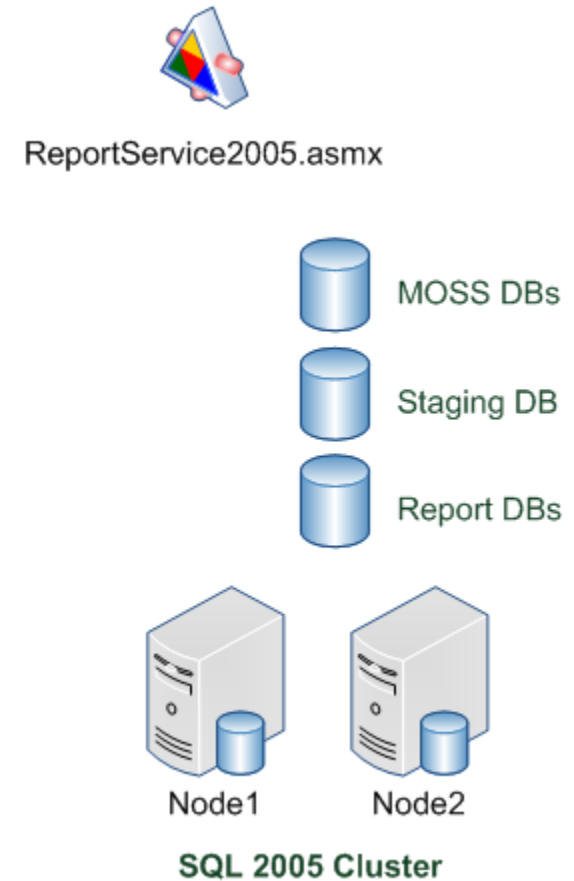 ReportService2005.asmx
MOSS DBs
Staging DB
Report DBs
Node1
Node2
SQL 2005 Cluster